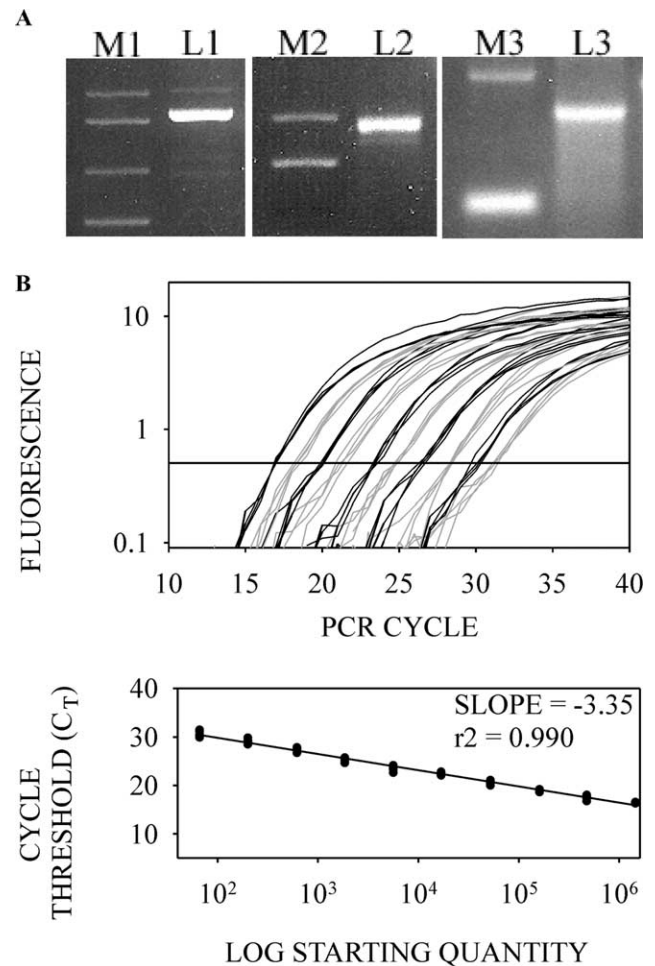 A
M1 L1 M2 L2 M3 L3
B
FLUORESCENCE
10
1
0.1
10 15 20 25 30 35 40
PCR CYCLE
CYCLE THRESHOLD (C_T)
40
30
20
10
SLOPE = -3.35
r2 = 0.990
10² 10³ 10⁴ 10⁵ 10⁶
LOG STARTING QUANTITY